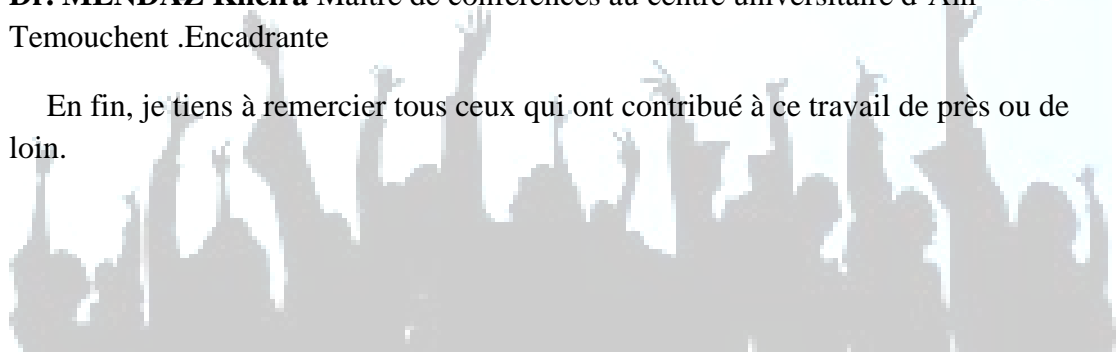 Dr. MENDAZ Kheira Maître de conférences au centre universitaire d'Ain
Temouchent .Encadrante
En fin, je tiens à remercier tous ceux qui ont contribué à ce travail de près ou de
loin.